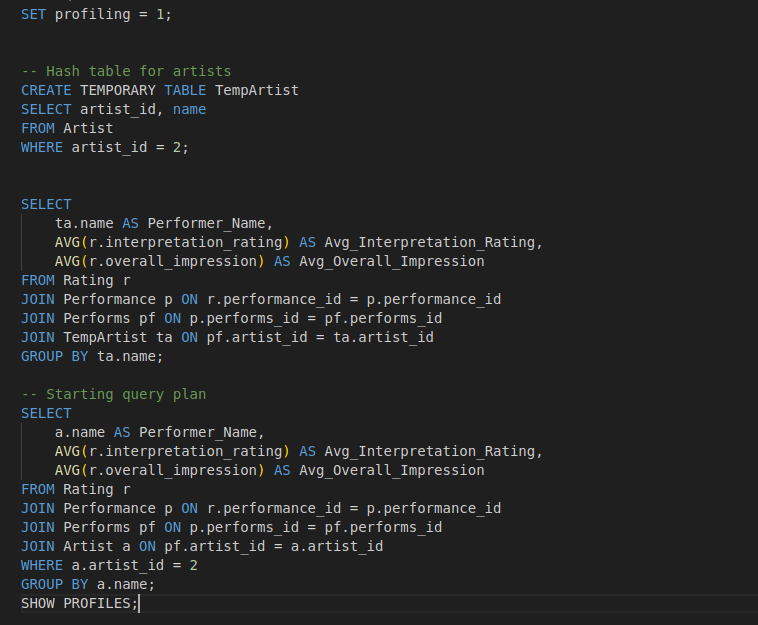 SET profiling = 1;
-- Hash table for artists
CREATE TEMPORARY TABLE TempArtist
SELECT artist_id, name
FROM Artist
WHERE artist_id = 2;
SELECT
    ta.name AS Performer_Name,
    AVG(r.interpretation_rating) AS Avg_Interpretation_Rating,
    AVG(r.overall_impression) AS Avg_Overall_Impression
FROM Rating r
JOIN Performance p ON r.performance_id = p.performance_id
JOIN Performs pf ON p.performs_id = pf.performs_id
JOIN TempArtist ta ON pf.artist_id = ta.artist_id
GROUP BY ta.name;
-- Starting query plan
SELECT
    a.name AS Performer_Name,
    AVG(r.interpretation_rating) AS Avg_Interpretation_Rating,
    AVG(r.overall_impression) AS Avg_Overall_Impression
FROM Rating r
JOIN Performance p ON r.performance_id = p.performance_id
JOIN Performs pf ON p.performs_id = pf.performs_id
JOIN Artist a ON pf.artist_id = a.artist_id
WHERE a.artist_id = 2
GROUP BY a.name;
SHOW PROFILES;